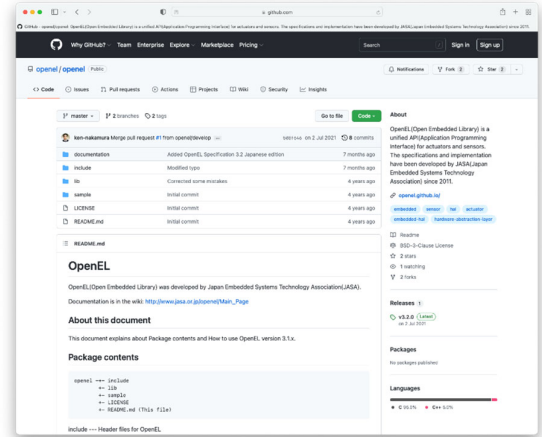 github.com
GitHub - openel/openel: OpenEL(Open Embedded Library) is a unified API(Application Programming Interface) for actuators and sensors. The specifications and implementation have been developed by JASA(Japan Embedded Systems Technology Association) since 2011.
Why GitHub? Team Enterprise Explore Marketplace Pricing Search Sign in Sign up
openel / openel Public Notifications Fork 2 Star 2
Code Issues Pull requests Actions Projects Wiki Security Insights
master 2 branches 2 tags Go to file Code
ken-nakamura Merge pull request #1 from openel/develop on 2 Jul 2021 8 commits
documentation Added OpenEL Specification 3.2 Japanese edition 7 months ago
include Modified typo 7 months ago
lib Corrected some mistakes 4 years ago
sample Initial commit 4 years ago
LICENSE Initial commit 4 years ago
README.md Initial commit 4 years ago
README.md
OpenEL
OpenEL(Open Embedded Library) was developed by Japan Embedded Systems Technology Association(JASA).
Documentation is in the wiki: http://www.jasa.or.jp/openel/Main_Page
About this document
This document explains about Package contents and How to use OpenEL version 3.1.x.
Package contents
openel -+- include
+- lib
+- sample
+- LICENSE
+- README.md (This file)
include --- Header files for OpenEL
About
OpenEL(Open Embedded Library) is a
unified API(Application Programming
Interface) for actuators and sensors.
The specifications and implementation
have been developed by JASA(Japan
Embedded Systems Technology
Association) since 2011.
openel.github.io/
embedded sensor hal actuator
embedded-hal hardware-abstraction-layer
Readme
BSD-3-Clause License
2 stars
1 watching
2 forks
Releases 1
v3.2.0 Latest
on 2 Jul 2021
Packages
No packages published
Languages
C C++